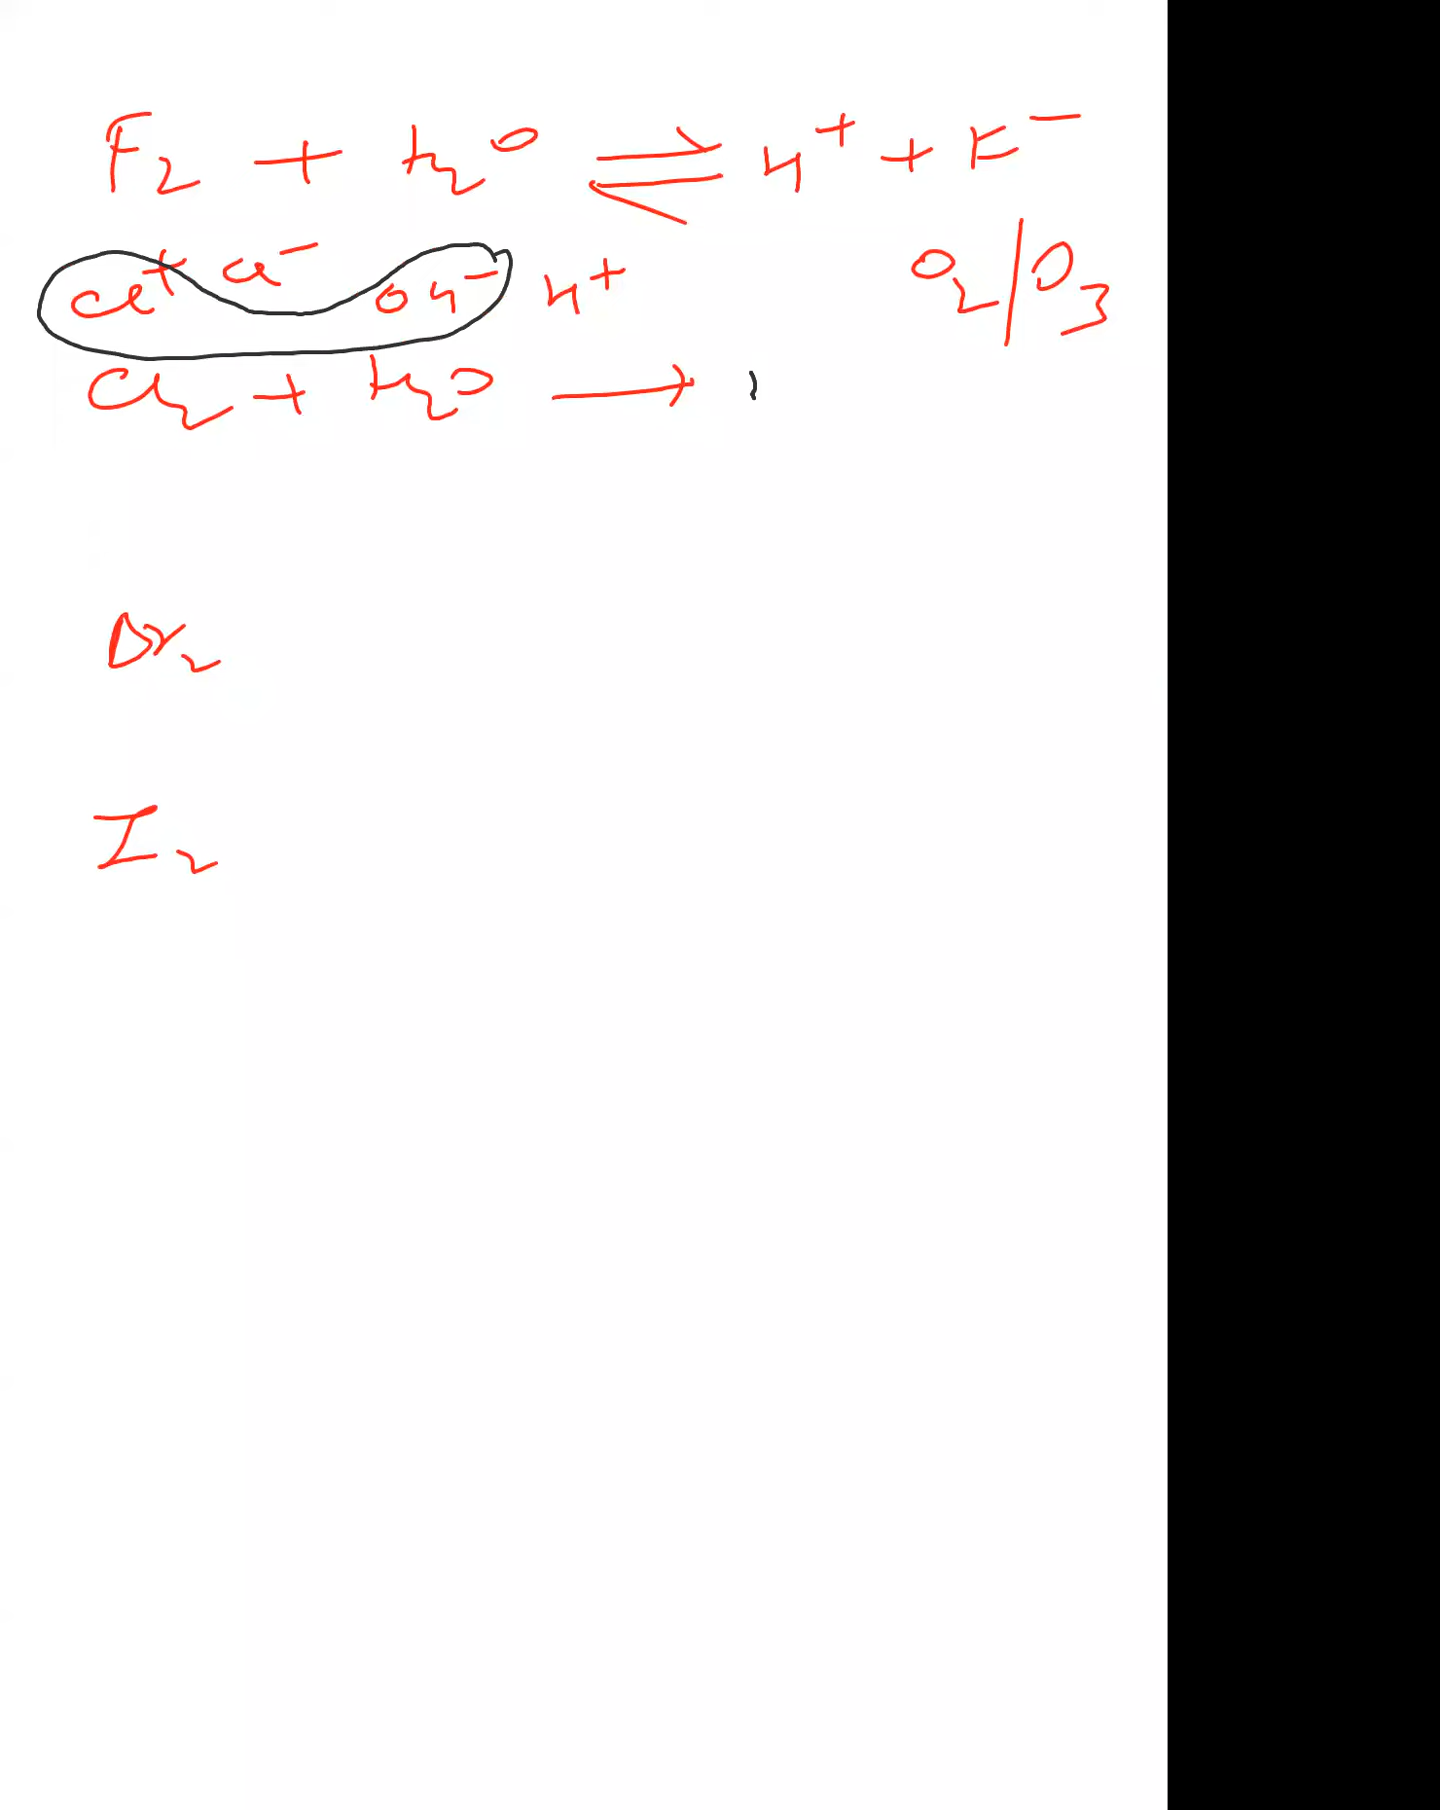 F₂ + H₂O ⇌ H⁺ + F⁻
O₂/O₃
Cl⁺ Cl⁻ OH⁻ H⁺
Cl₂ + H₂O →
Br₂
I₂